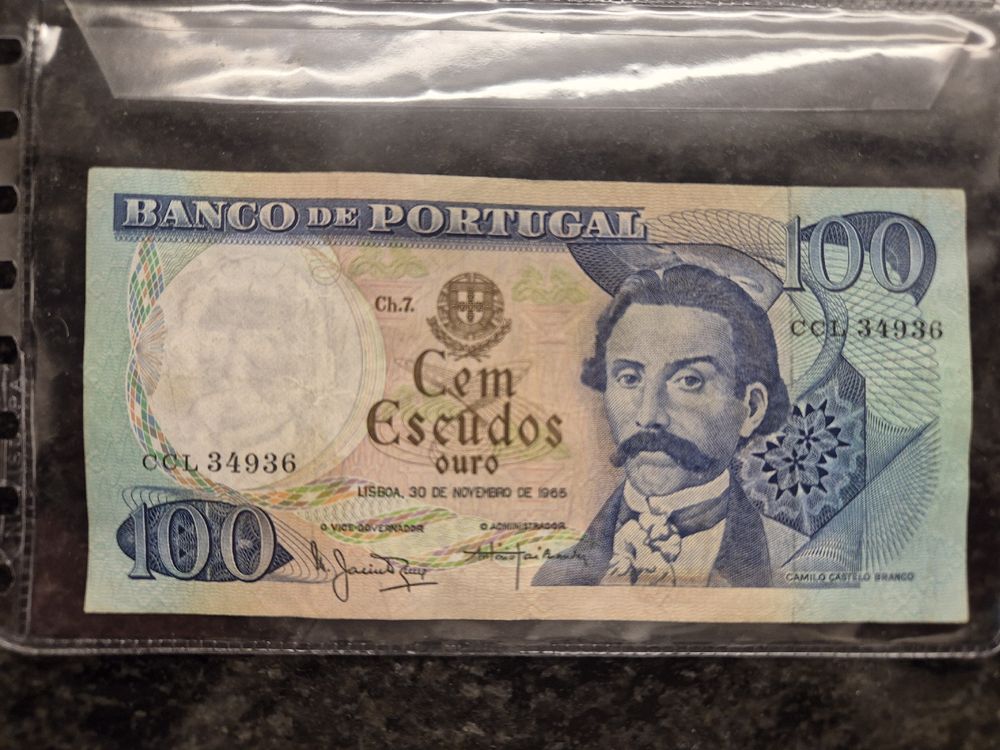 BANCO DE PORTUGAL
100
Ch.7.
CCL 34936
Cem
Escudos
ouro
CCL 34936
LISBOA, 30 DE NOVEMBRO DE 1965
O VICE-GOVERNADOR
O ADMINISTRADOR
100
CAMILO CASTELO BRANCO